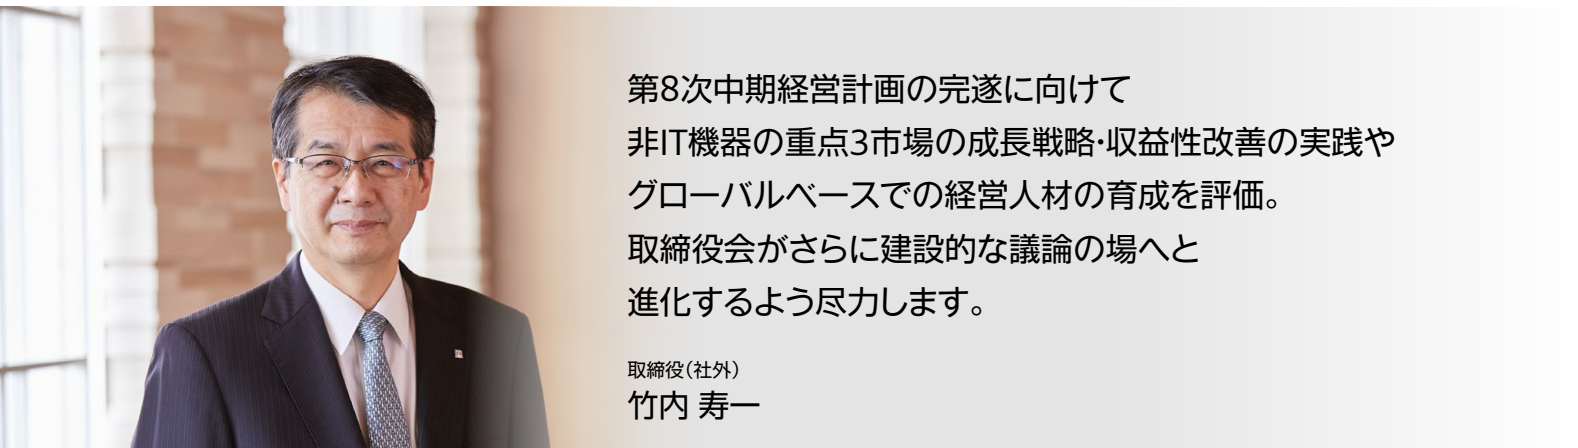 第8次中期経営計画の完遂に向けて
非IT機器の重点3市場の成長戦略・収益性改善の実践や
グローバルベースでの経営人材の育成を評価。
取締役会がさらに建設的な議論の場へと
進化するよう尽力します。
取締役（社外）
竹内 寿一